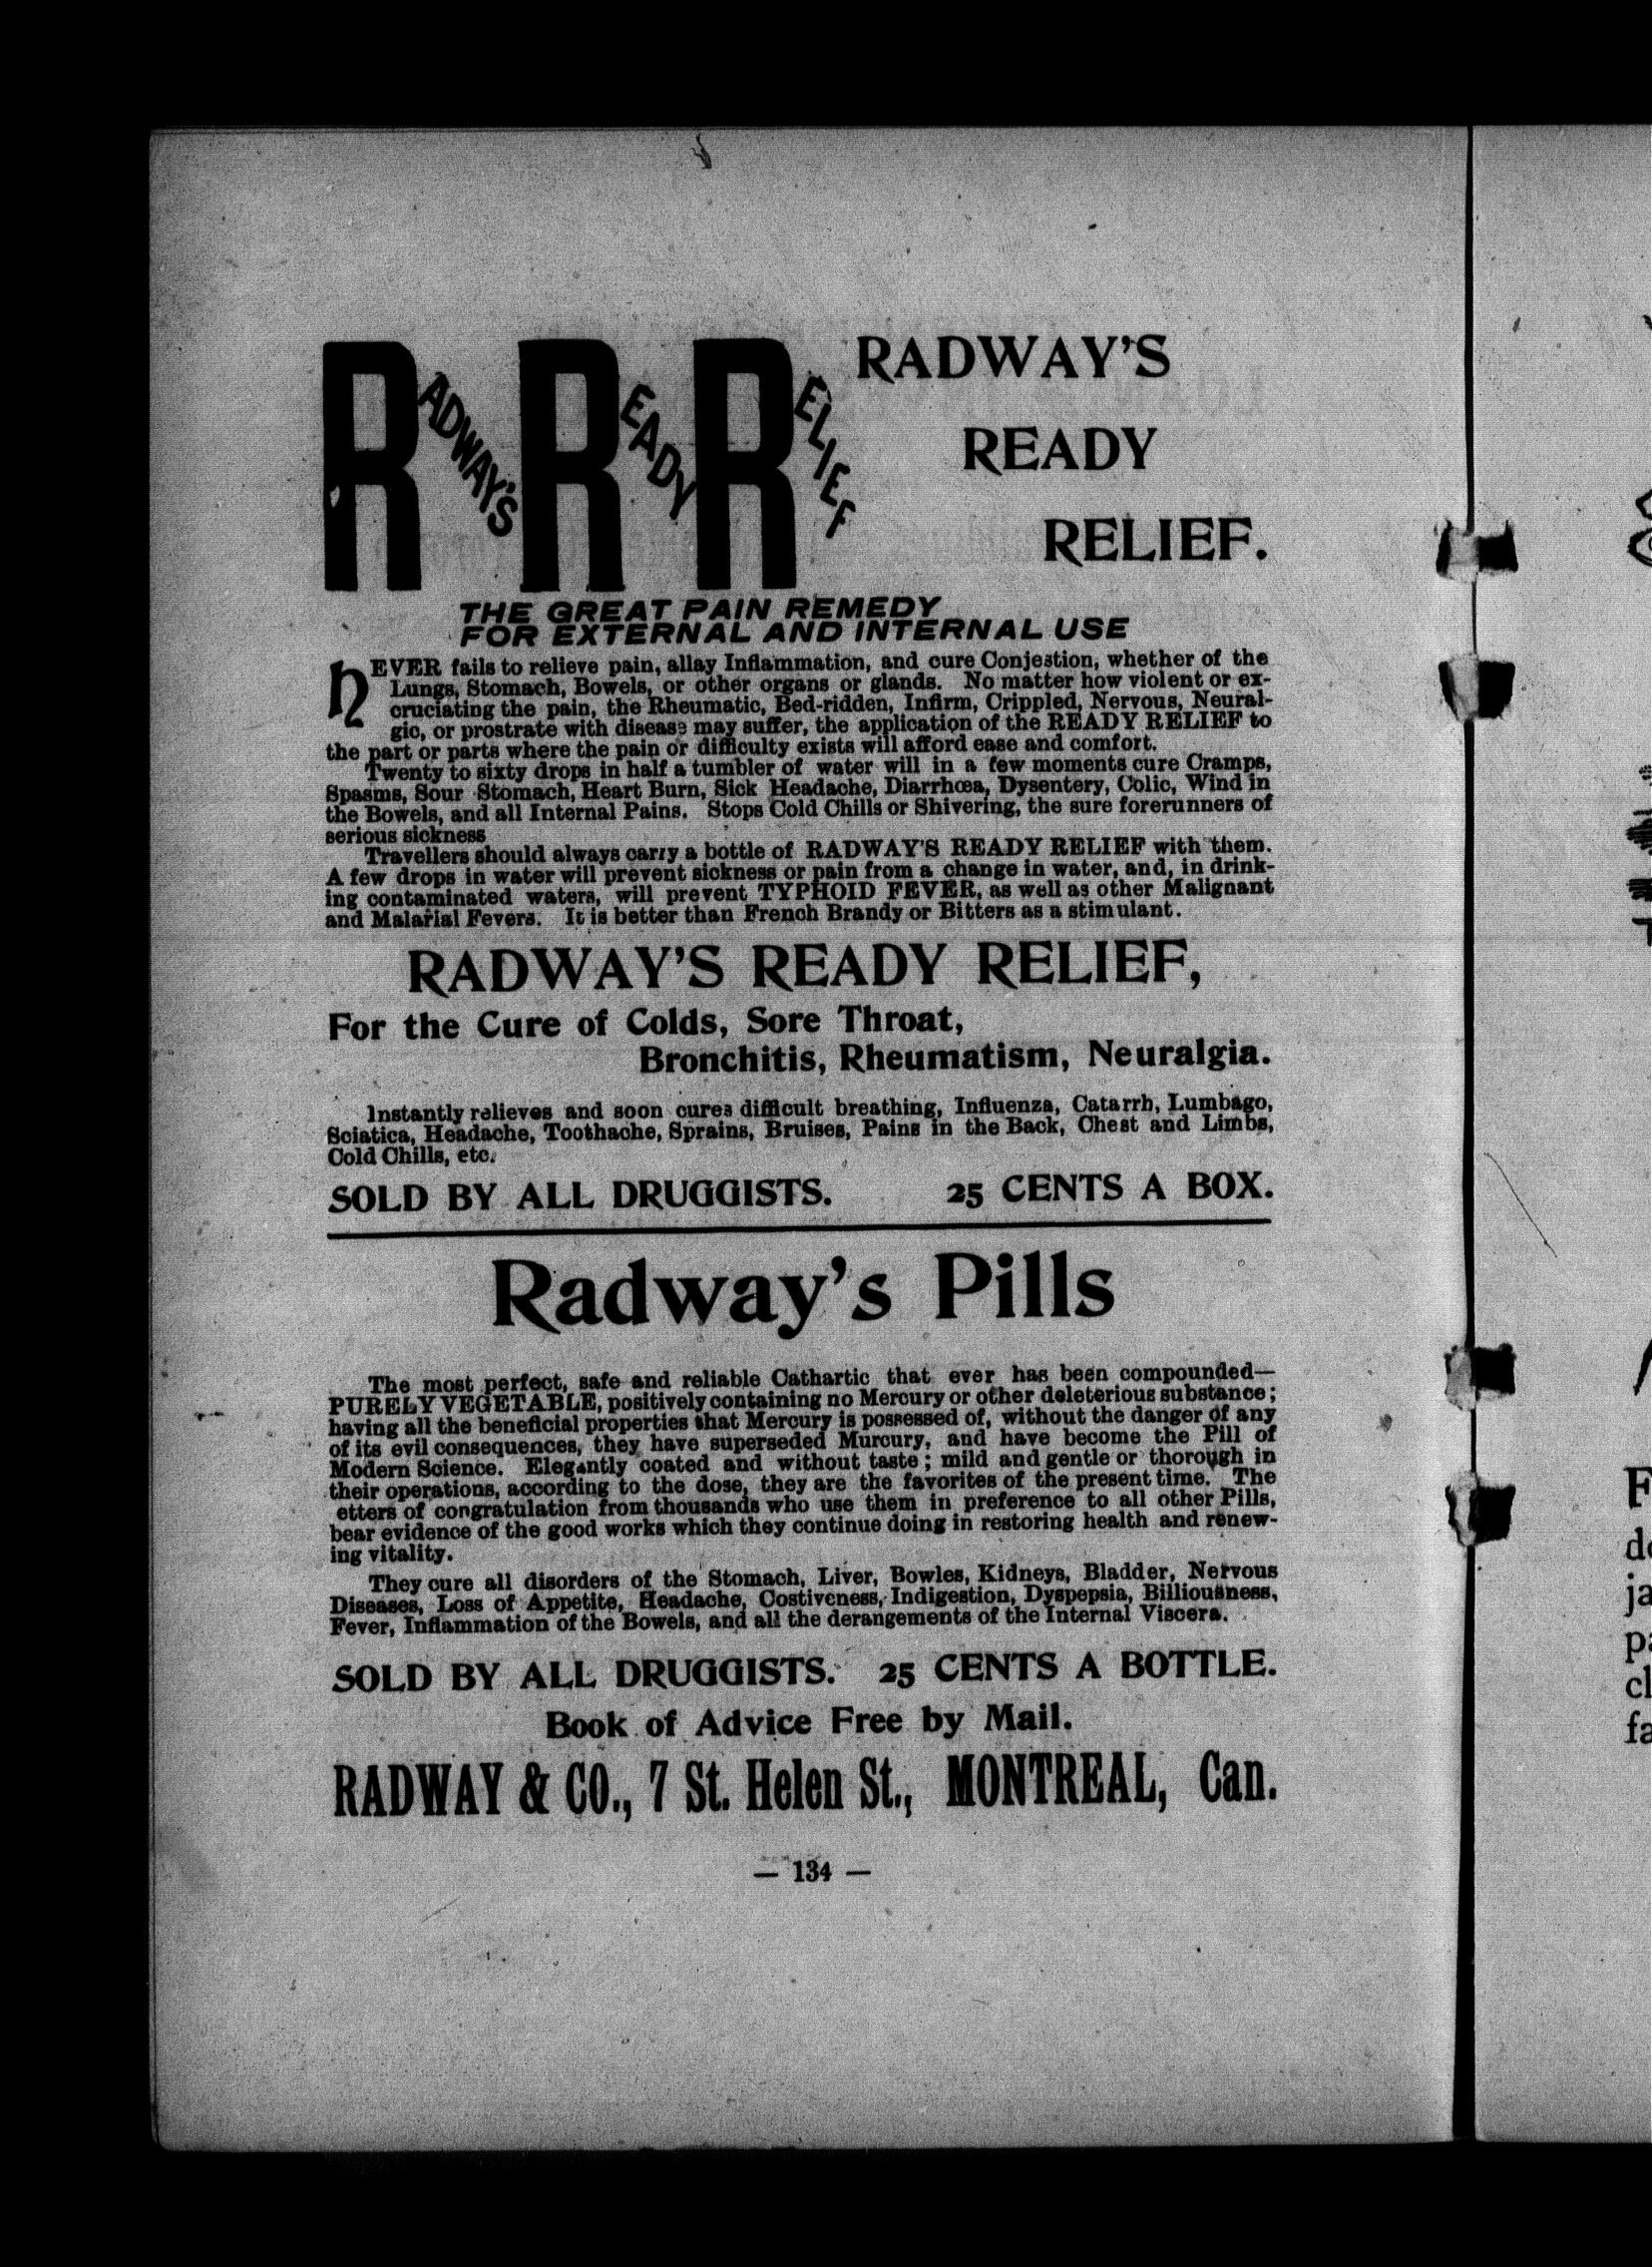 RADWAY'S READY RELIEF
RADWAY'S
READY
RELIEF.
THE GREAT PAIN REMEDY
FOR EXTERNAL AND INTERNAL USE
NEVER fails to relieve pain, allay Inflammation, and cure Conjestion, whether of the
Lungs, Stomach, Bowels, or other organs or glands. No matter how violent or ex-
cruciating the pain, the Rheumatic, Bed-ridden, Infirm, Crippled, Nervous, Neural-
gic, or prostrate with disease may suffer, the application of the READY RELIEF to
the part or parts where the pain or difficulty exists will afford ease and comfort.
Twenty to sixty drops in half a tumbler of water will in a few moments cure Cramps,
Spasms, Sour Stomach, Heart Burn, Sick Headache, Diarrhœa, Dysentery, Colic, Wind in
the Bowels, and all Internal Pains. Stops Cold Chills or Shivering, the sure forerunners of
serious sickness
Travellers should always carry a bottle of RADWAY'S READY RELIEF with them.
A few drops in water will prevent sickness or pain from a change in water, and, in drink-
ing contaminated waters, will prevent TYPHOID FEVER, as well as other Malignant
and Malarial Fevers. It is better than French Brandy or Bitters as a stimulant.
RADWAY'S READY RELIEF,
For the Cure of Colds, Sore Throat,
Bronchitis, Rheumatism, Neuralgia.
Instantly relieves and soon cures difficult breathing, Influenza, Catarrh, Lumbago,
Sciatica, Headache, Toothache, Sprains, Bruises, Pains in the Back, Chest and Limbs,
Cold Chills, etc.
SOLD BY ALL DRUGGISTS. 25 CENTS A BOX.
Radway's Pills
The most perfect, safe and reliable Cathartic that ever has been compounded—
PURELY VEGETABLE, positively containing no Mercury or other deleterious substance;
having all the beneficial properties that Mercury is possessed of, without the danger of any
of its evil consequences, they have superseded Murcury, and have become the Pill of
Modern Science. Elegantly coated and without taste; mild and gentle or thorough in
their operations, according to the dose, they are the favorites of the present time. The
etters of congratulation from thousands who use them in preference to all other Pills,
bear evidence of the good works which they continue doing in restoring health and renew-
ing vitality.
They cure all disorders of the Stomach, Liver, Bowles, Kidneys, Bladder, Nervous
Diseases, Loss of Appetite, Headache, Costiveness, Indigestion, Dyspepsia, Billiousness,
Fever, Inflammation of the Bowels, and all the derangements of the Internal Viscera.
SOLD BY ALL DRUGGISTS. 25 CENTS A BOTTLE.
Book of Advice Free by Mail.
RADWAY & CO., 7 St. Helen St., MONTREAL, Can.
— 134 —